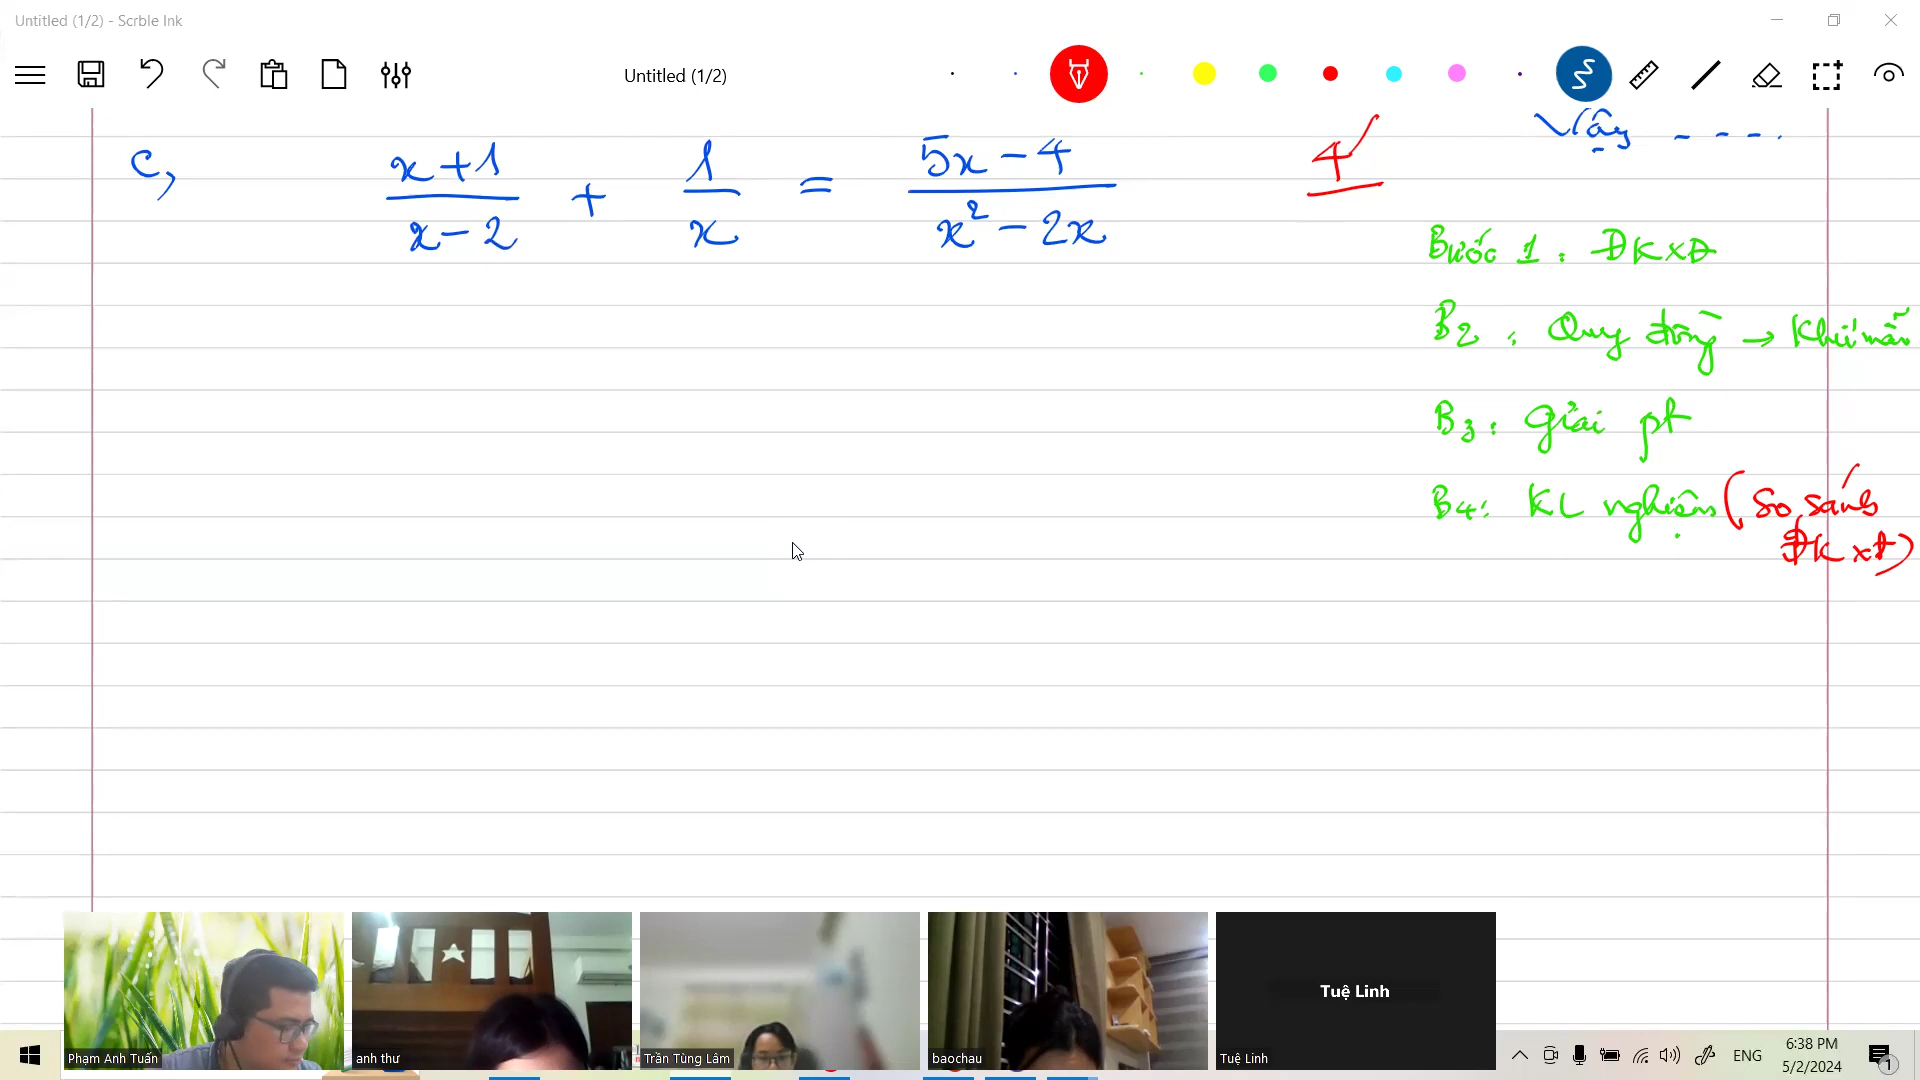 Untitled (1/2) - Scrble Ink
Untitled (1/2)
Vậy - - - .
c, x+1/x-2 + 1/x = 5x-4/x²-2x
4
Bước 1: ĐKXĐ
B2: Quy đồng → Khử mẫu
B3: Giải pt
B4: KL nghiệm (So sánh
ĐKXĐ)
Phạm Anh Tuấn
anh thư
Trần Tùng Lâm
baochau
Tuệ Linh
Tuệ Linh
ENG
6:38 PM
5/2/2024
1